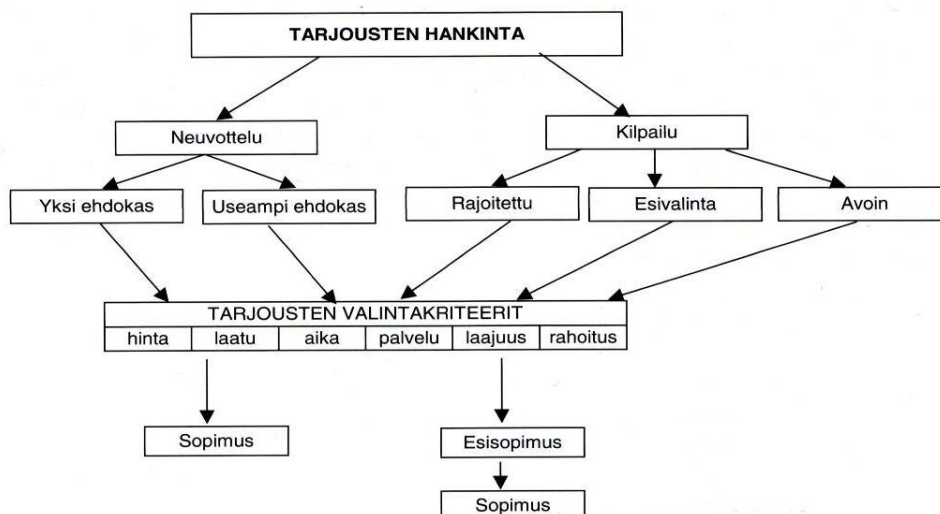 TARJOUSTEN HANKINTA
Neuvottelu
Kilpailu
Yksi ehdokas
Useampi ehdokas
Rajoitettu
Esivalinta
Avoin
TARJOUSTEN VALINTAKRITEERIT
hinta laatu aika palvelu laajuus rahoitus
Sopimus
Esisopimus
Sopimus